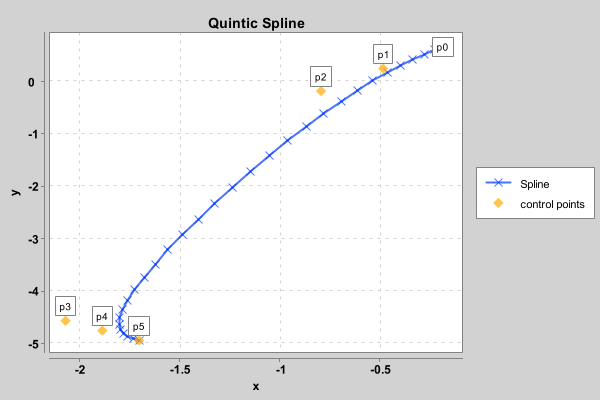 Quintic Spline
p0
p1
p2
0
-1
-2
-3
-4
-5
y
p3
p4
p5
-2
-1.5
-1
-0.5
x
Spline
control points